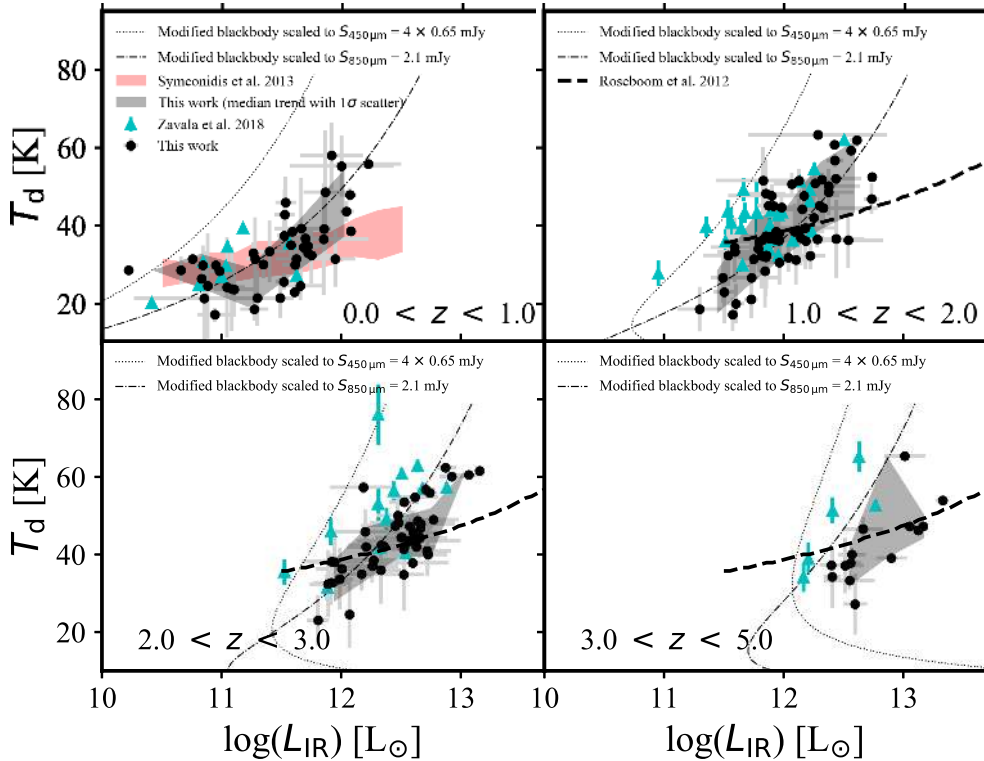 Modified blackbody scaled to S450μm = 4 × 0.65 mJy
Modified blackbody scaled to S850μm = 2.1 mJy
Symeonidis et al. 2013
This work (median trend with 1σ scatter)
Zavala et al. 2018
This work
0.0 < z < 1.0
Modified blackbody scaled to S450μm = 4 × 0.65 mJy
Modified blackbody scaled to S850μm = 2.1 mJy
Roseboom et al. 2012
1.0 < z < 2.0
80
60
40
20
Td [K]
Modified blackbody scaled to S450μm = 4 × 0.65 mJy
Modified blackbody scaled to S850μm = 2.1 mJy
2.0 < z < 3.0
Modified blackbody scaled to S450μm = 4 × 0.65 mJy
Modified blackbody scaled to S850μm = 2.1 mJy
3.0 < z < 5.0
80
60
40
20
Td [K]
10 11 12 13 10 11 12 13
log(LIR) [L⊙] log(LIR) [L⊙]